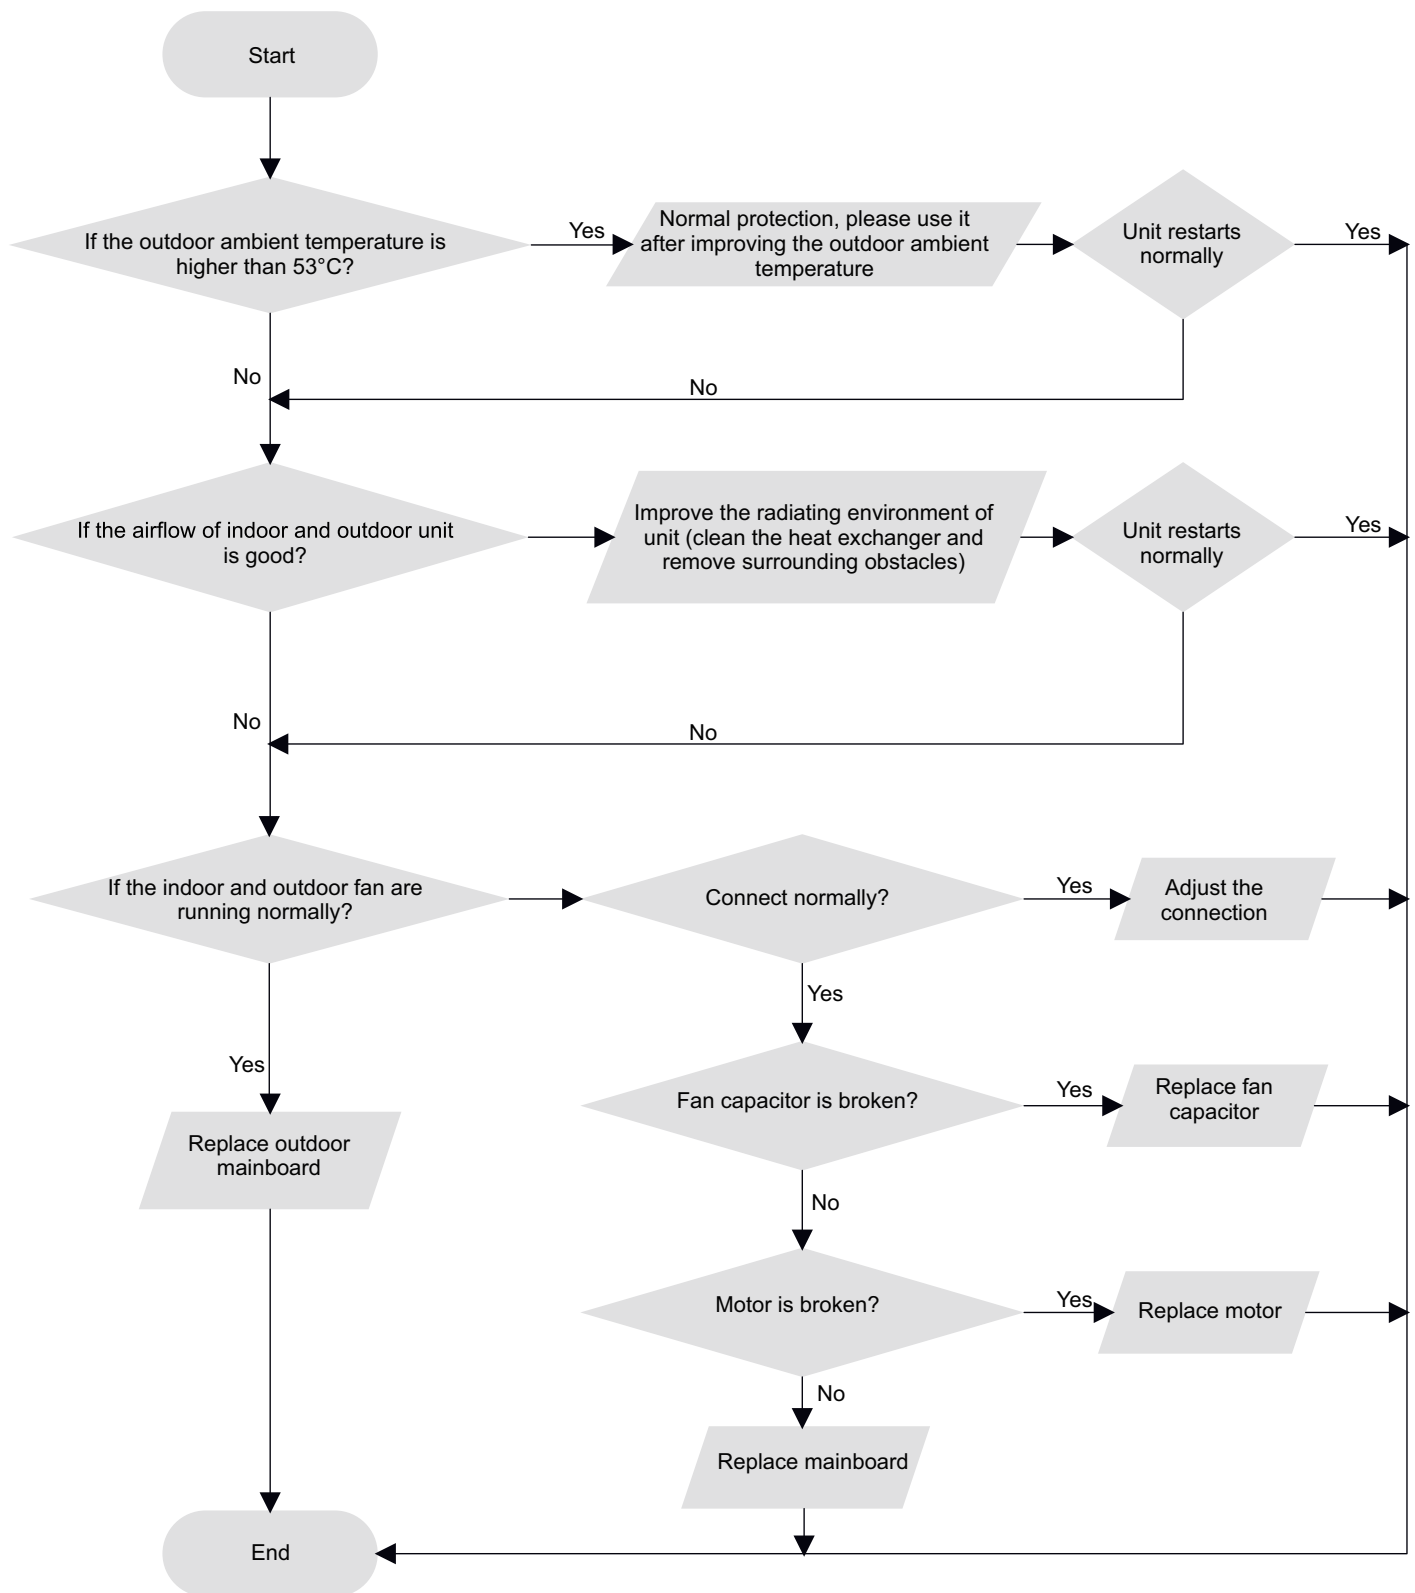 Start
If the outdoor ambient temperature is
higher than 53°C?
Yes
Normal protection, please use it
after improving the outdoor ambient
temperature
Unit restarts
normally
Yes
No
No
If the airflow of indoor and outdoor unit
is good?
Improve the radiating environment of
unit (clean the heat exchanger and
remove surrounding obstacles)
Unit restarts
normally
Yes
No
No
If the indoor and outdoor fan are
running normally?
Connect normally?
Yes
Adjust the
connection
Yes
Yes
Fan capacitor is broken?
Yes
Replace fan
capacitor
Replace outdoor
mainboard
No
Motor is broken?
Yes
Replace motor
No
Replace mainboard
End